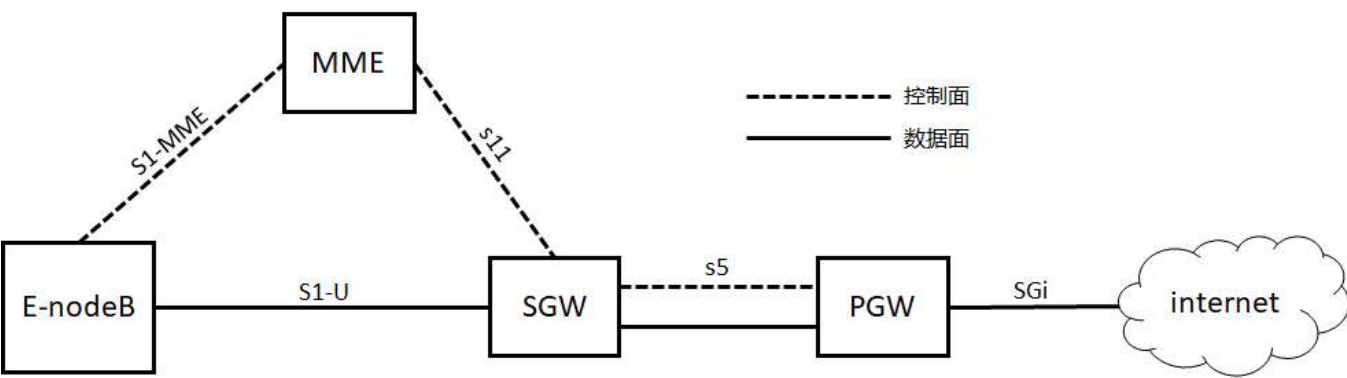 MME
控制面
数据面
S1-MME
s11
E-nodeB
S1-U
SGW
s5
PGW
SGi
internet